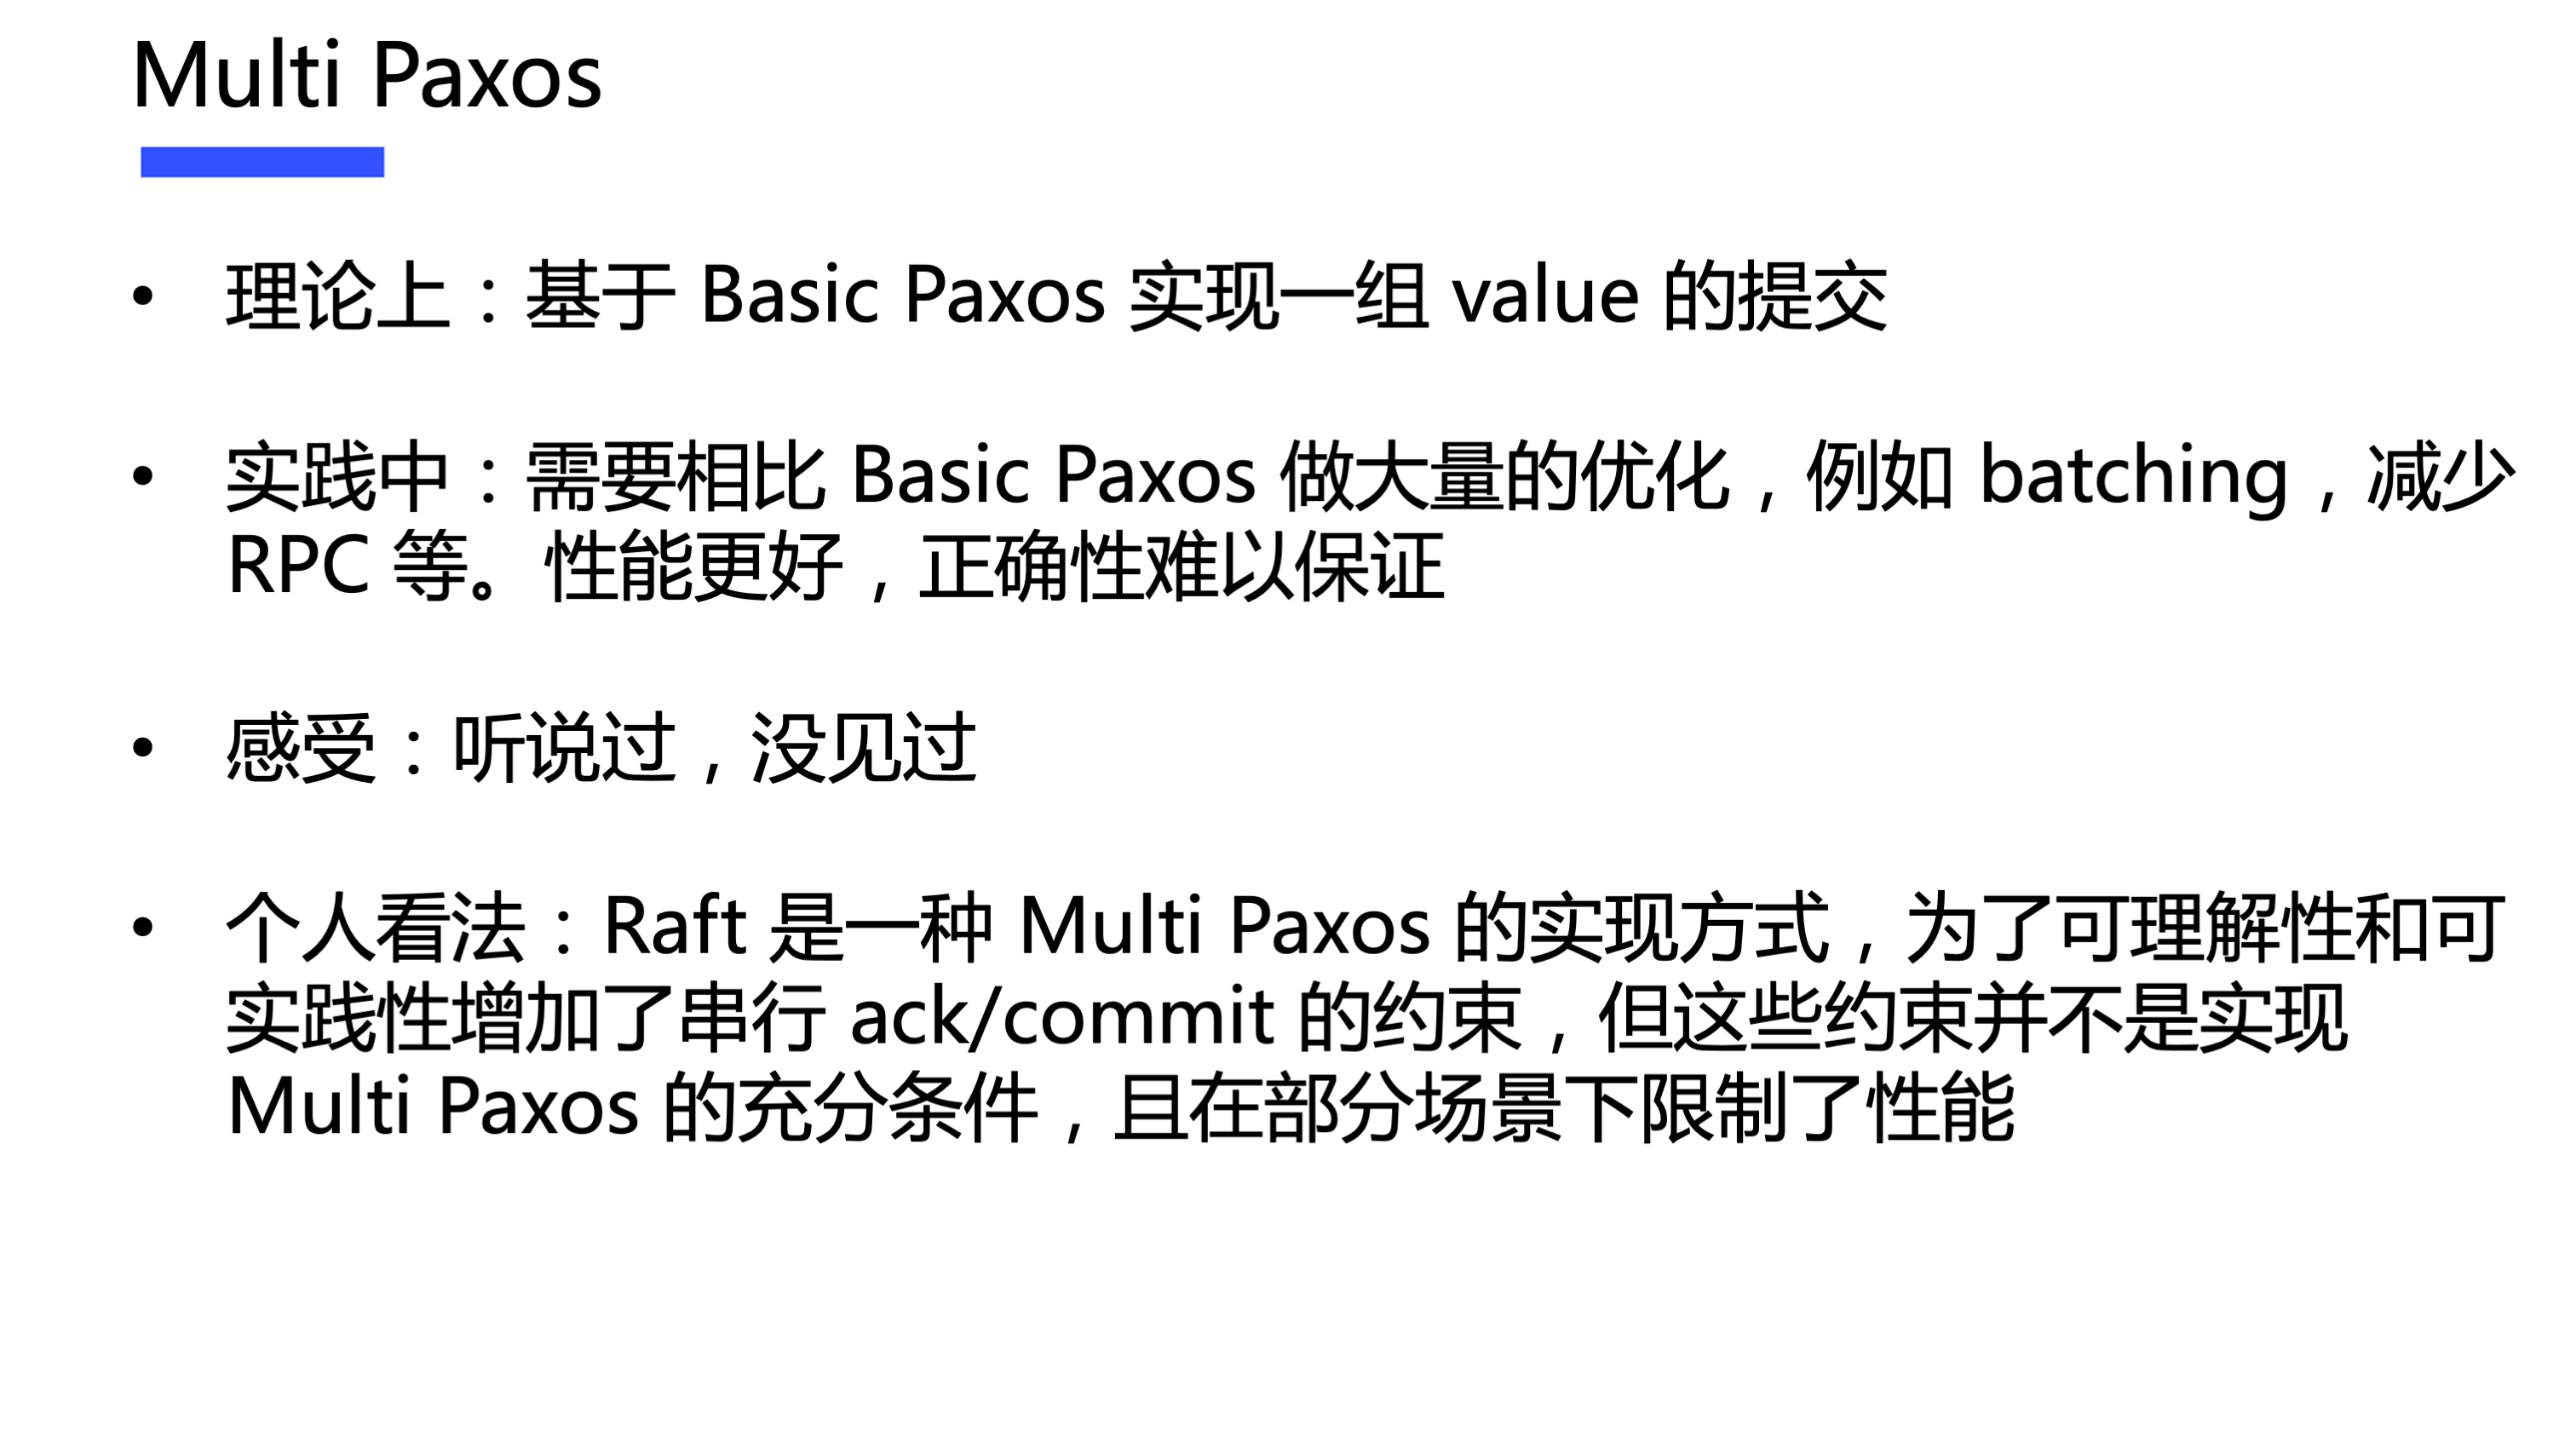 Multi Paxos
• 理论上：基于 Basic Paxos 实现一组 value 的提交
• 实践中：需要相比 Basic Paxos 做大量的优化，例如 batching，减少
RPC 等。性能更好，正确性难以保证
• 感受：听说过，没见过
• 个人看法：Raft 是一种 Multi Paxos 的实现方式，为了可理解性和可
实践性增加了串行 ack/commit 的约束，但这些约束并不是实现
Multi Paxos 的充分条件，且在部分场景下限制了性能